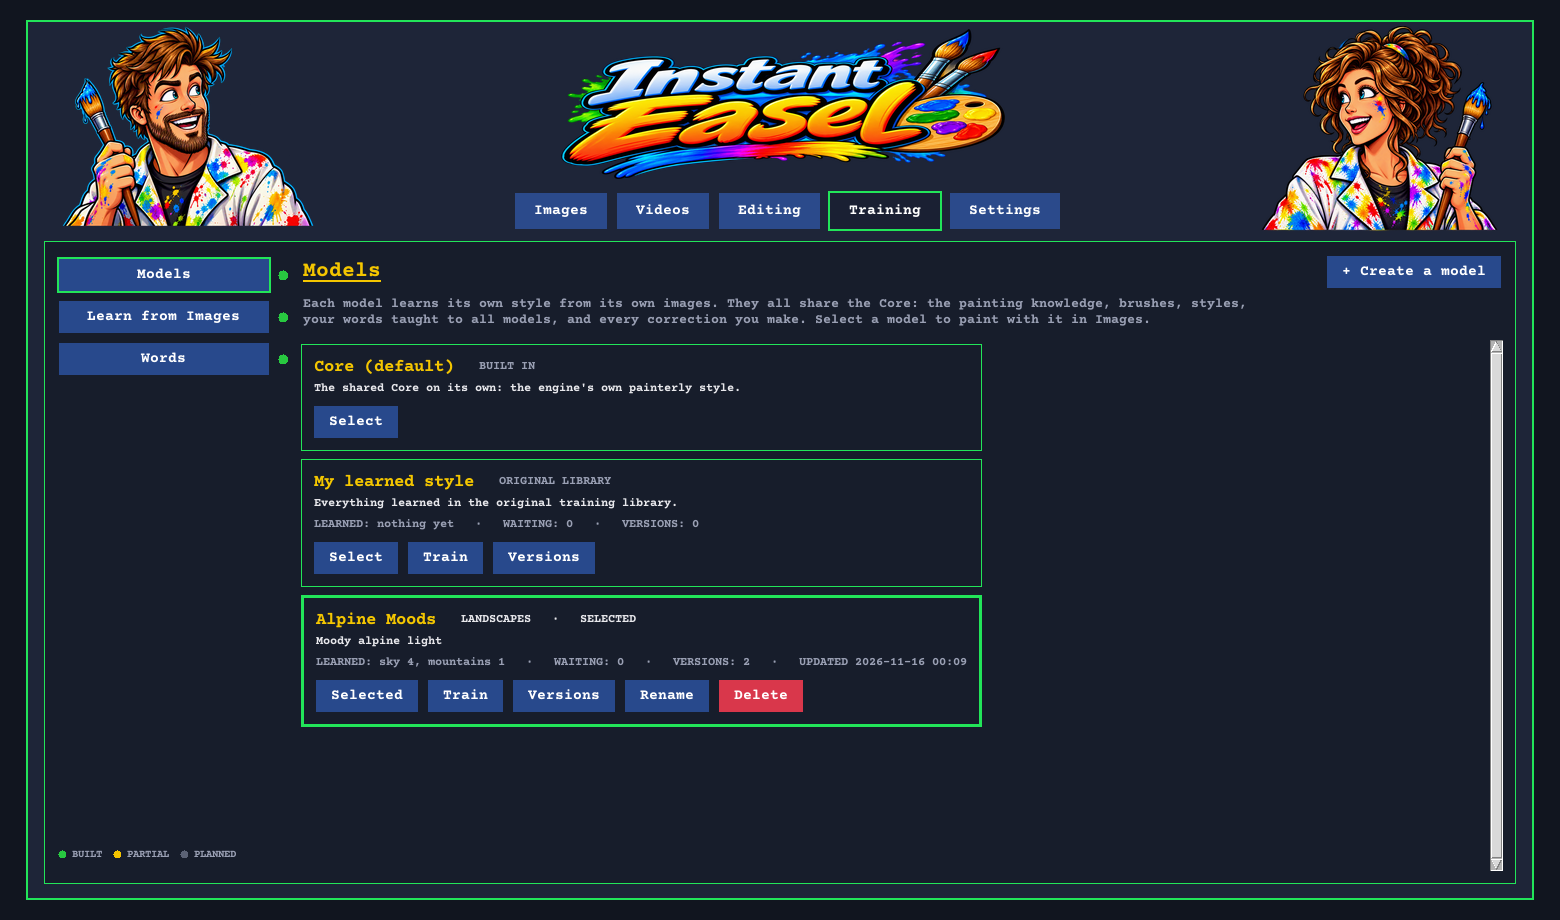 Instant
Easel
Images
Videos
Editing
Training
Settings
Models
Learn from Images
Words
Models
+ Create a model
Each model learns its own style from its own images. They all share the Core: the painting knowledge, brushes, styles,
your words taught to all models, and every correction you make. Select a model to paint with it in Images.
Core (default) BUILT IN
The shared Core on its own: the engine's own painterly style.
Select
My learned style ORIGINAL LIBRARY
Everything learned in the original training library.
LEARNED: nothing yet · WAITING: 0 · VERSIONS: 0
Select Train Versions
Alpine Moods LANDSCAPES · SELECTED
Moody alpine light
LEARNED: sky 4, mountains 1 · WAITING: 0 · VERSIONS: 2 · UPDATED 2026-11-16 00:09
Selected Train Versions Rename Delete
BUILT PARTIAL PLANNED